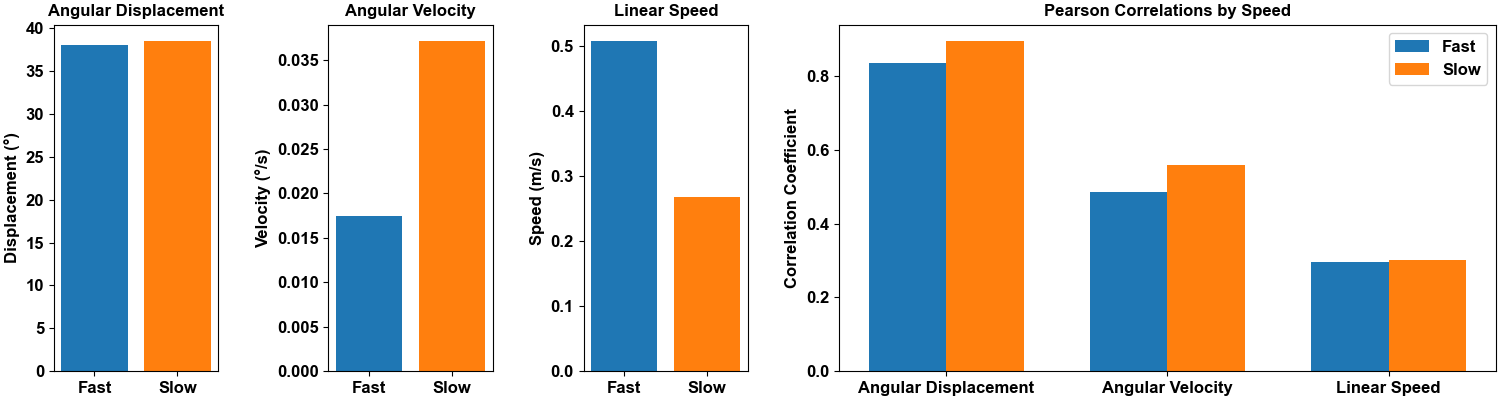 Angular Displacement
Displacement (°)
40
35
30
25
20
15
10
5
0
Fast Slow
Angular Velocity
Velocity (°/s)
0.035
0.030
0.025
0.020
0.015
0.010
0.005
0.000
Fast Slow
Linear Speed
Speed (m/s)
0.5
0.4
0.3
0.2
0.1
0.0
Fast Slow
Pearson Correlations by Speed
Correlation Coefficient
0.8
0.6
0.4
0.2
0.0
Fast
Slow
Angular Displacement Angular Velocity Linear Speed